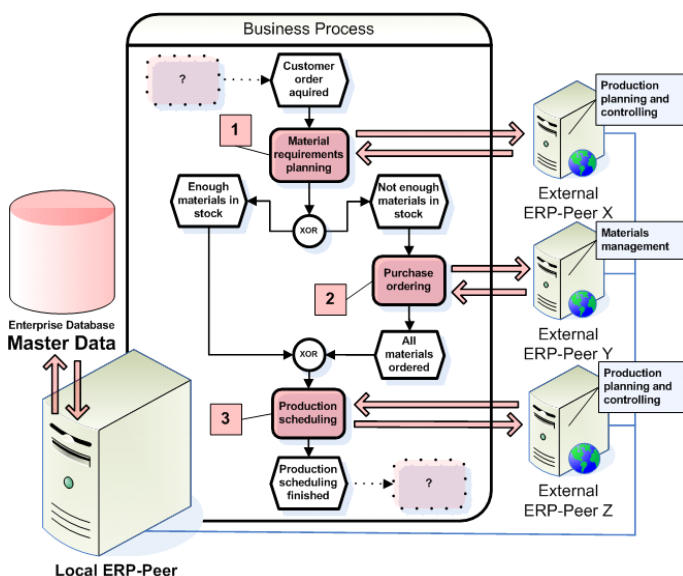 Business Process
?
Customer
order
aquired
Production
planning and
controlling
1
Material
requirements
planning
External
ERP-Peer X
Enough
materials in
stock
Not enough
materials in
stock
XOR
Materials
management
2
Purchase
ordering
Enterprise Database
Master Data
External
ERP-Peer Y
XOR
All
materials
ordered
Production
planning and
controlling
3
Production
scheduling
Production
scheduling
finished
?
External
ERP-Peer Z
Local ERP-Peer